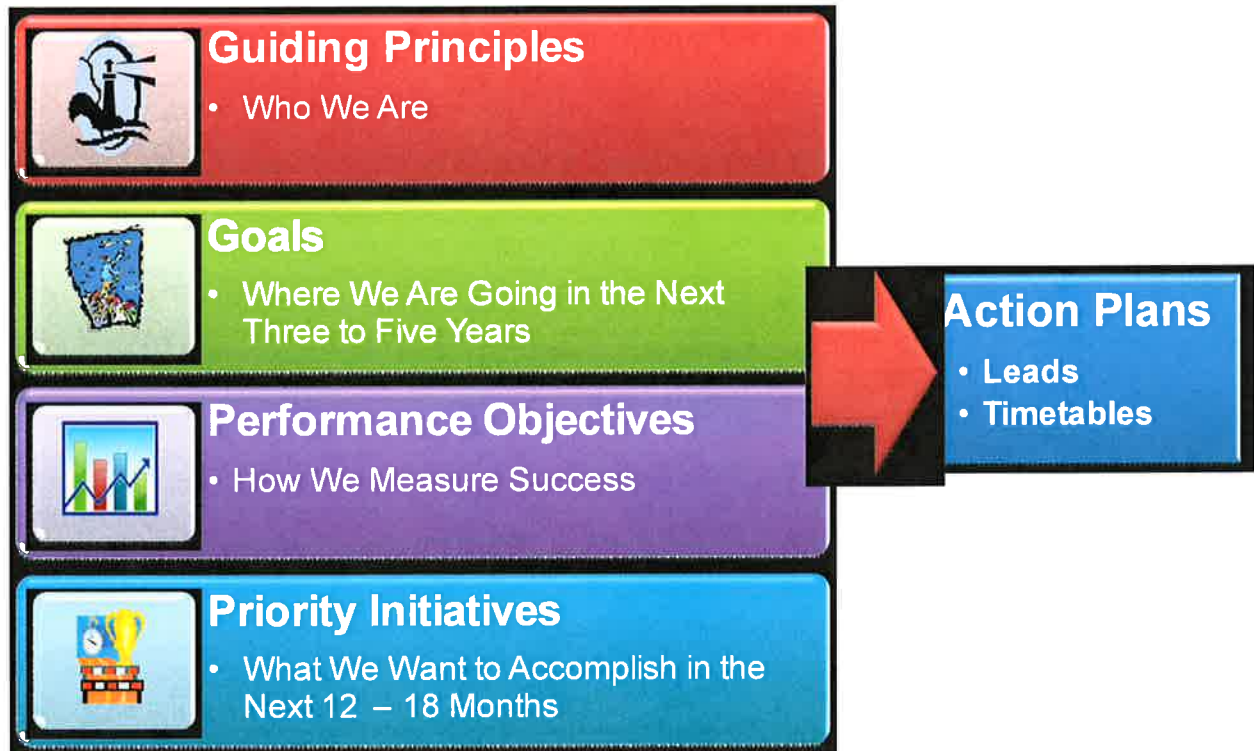 Guiding Principles
• Who We Are
Goals
• Where We Are Going in the Next
Three to Five Years
Performance Objectives
• How We Measure Success
Priority Initiatives
• What We Want to Accomplish in the
Next 12 – 18 Months
Action Plans
• Leads
• Timetables